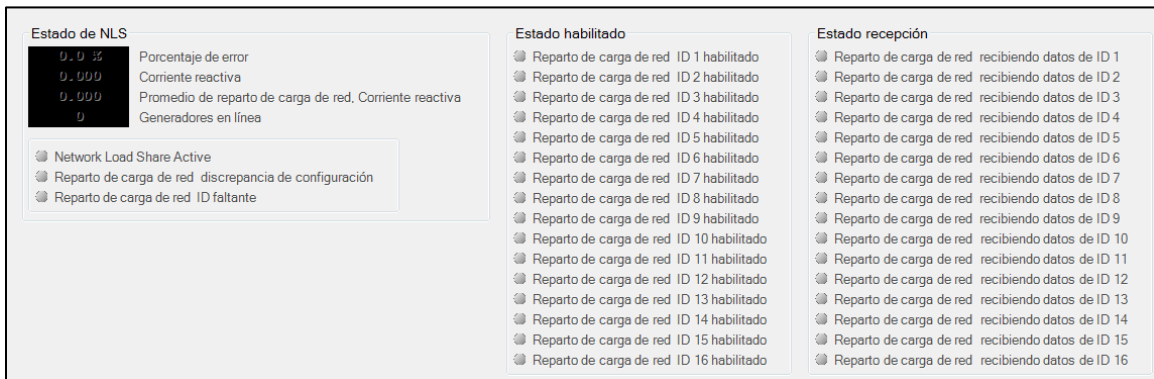 Estado de NLS
0.0 % Porcentaje de error
0.000 Corriente reactiva
0.000 Promedio de reparto de carga de red, Corriente reactiva
0 Generadores en línea
Network Load Share Active
Reparto de carga de red discrepancia de configuración
Reparto de carga de red ID faltante
Estado habilitado
Reparto de carga de red ID 1 habilitado
Reparto de carga de red ID 2 habilitado
Reparto de carga de red ID 3 habilitado
Reparto de carga de red ID 4 habilitado
Reparto de carga de red ID 5 habilitado
Reparto de carga de red ID 6 habilitado
Reparto de carga de red ID 7 habilitado
Reparto de carga de red ID 8 habilitado
Reparto de carga de red ID 9 habilitado
Reparto de carga de red ID 10 habilitado
Reparto de carga de red ID 11 habilitado
Reparto de carga de red ID 12 habilitado
Reparto de carga de red ID 13 habilitado
Reparto de carga de red ID 14 habilitado
Reparto de carga de red ID 15 habilitado
Reparto de carga de red ID 16 habilitado
Estado recepción
Reparto de carga de red recibiendo datos de ID 1
Reparto de carga de red recibiendo datos de ID 2
Reparto de carga de red recibiendo datos de ID 3
Reparto de carga de red recibiendo datos de ID 4
Reparto de carga de red recibiendo datos de ID 5
Reparto de carga de red recibiendo datos de ID 6
Reparto de carga de red recibiendo datos de ID 7
Reparto de carga de red recibiendo datos de ID 8
Reparto de carga de red recibiendo datos de ID 9
Reparto de carga de red recibiendo datos de ID 10
Reparto de carga de red recibiendo datos de ID 11
Reparto de carga de red recibiendo datos de ID 12
Reparto de carga de red recibiendo datos de ID 13
Reparto de carga de red recibiendo datos de ID 14
Reparto de carga de red recibiendo datos de ID 15
Reparto de carga de red recibiendo datos de ID 16